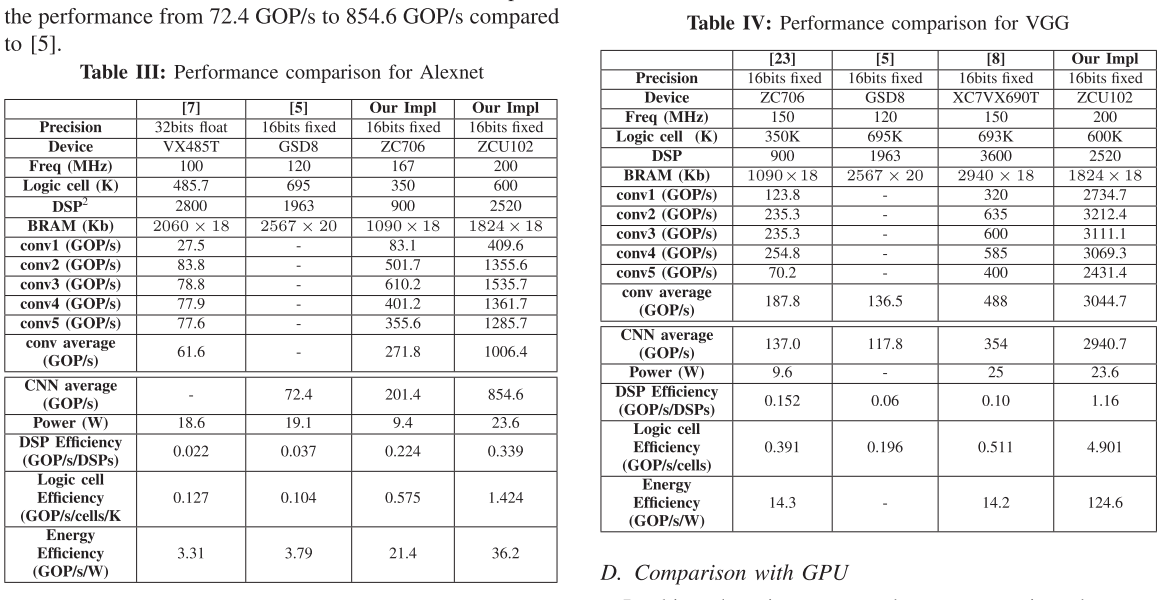 the performance from 72.4 GOP/s to 854.6 GOP/s compared
to [5].
Table III: Performance comparison for Alexnet
[7] [5] Our Impl Our Impl
Precision 32bits float 16bits fixed 16bits fixed 16bits fixed
Device VX485T GSD8 ZC706 ZCU102
Freq (MHz) 100 120 167 200
Logic cell (K) 485.7 695 350 600
DSP² 2800 1963 900 2520
BRAM (Kb) 2060 × 18 2567 × 20 1090 × 18 1824 × 18
conv1 (GOP/s) 27.5 - 83.1 409.6
conv2 (GOP/s) 83.8 - 501.7 1355.6
conv3 (GOP/s) 78.8 - 610.2 1535.7
conv4 (GOP/s) 77.9 - 401.2 1361.7
conv5 (GOP/s) 77.6 - 355.6 1285.7
conv average
(GOP/s) 61.6 - 271.8 1006.4
CNN average
(GOP/s) - 72.4 201.4 854.6
Power (W) 18.6 19.1 9.4 23.6
DSP Efficiency
(GOP/s/DSPs) 0.022 0.037 0.224 0.339
Logic cell
Efficiency
(GOP/s/cells/K 0.127 0.104 0.575 1.424
Energy
Efficiency
(GOP/s/W) 3.31 3.79 21.4 36.2
Table IV: Performance comparison for VGG
[23] [5] [8] Our Impl
Precision 16bits fixed 16bits fixed 16bits fixed 16bits fixed
Device ZC706 GSD8 XC7VX690T ZCU102
Freq (MHz) 150 120 150 200
Logic cell (K) 350K 695K 693K 600K
DSP 900 1963 3600 2520
BRAM (Kb) 1090 × 18 2567 × 20 2940 × 18 1824 × 18
conv1 (GOP/s) 123.8 - 320 2734.7
conv2 (GOP/s) 235.3 - 635 3212.4
conv3 (GOP/s) 235.3 - 600 3111.1
conv4 (GOP/s) 254.8 - 585 3069.3
conv5 (GOP/s) 70.2 - 400 2431.4
conv average
(GOP/s) 187.8 136.5 488 3044.7
CNN average
(GOP/s) 137.0 117.8 354 2940.7
Power (W) 9.6 - 25 23.6
DSP Efficiency
(GOP/s/DSPs) 0.152 0.06 0.10 1.16
Logic cell
Efficiency
(GOP/s/cells) 0.391 0.196 0.511 4.901
Energy
Efficiency
(GOP/s/W) 14.3 - 14.2 124.6
D. Comparison with GPU